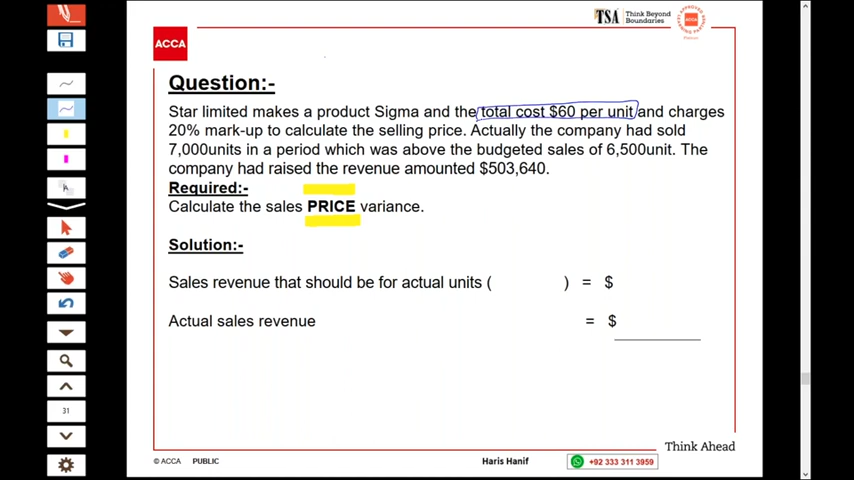 TSA Think Beyond
Boundaries
ACCA
ACCA
Question:-
Star limited makes a product Sigma and the total cost $60 per unit and charges
20% mark-up to calculate the selling price. Actually the company had sold
7,000units in a period which was above the budgeted sales of 6,500unit. The
company had raised the revenue amounted $503,640.
Required:-
Calculate the sales PRICE variance.
Solution:-
Sales revenue that should be for actual units ( ) = $
Actual sales revenue = $
A
31
Think Ahead
© ACCA PUBLIC
Haris Hanif
+92 333 311 3959